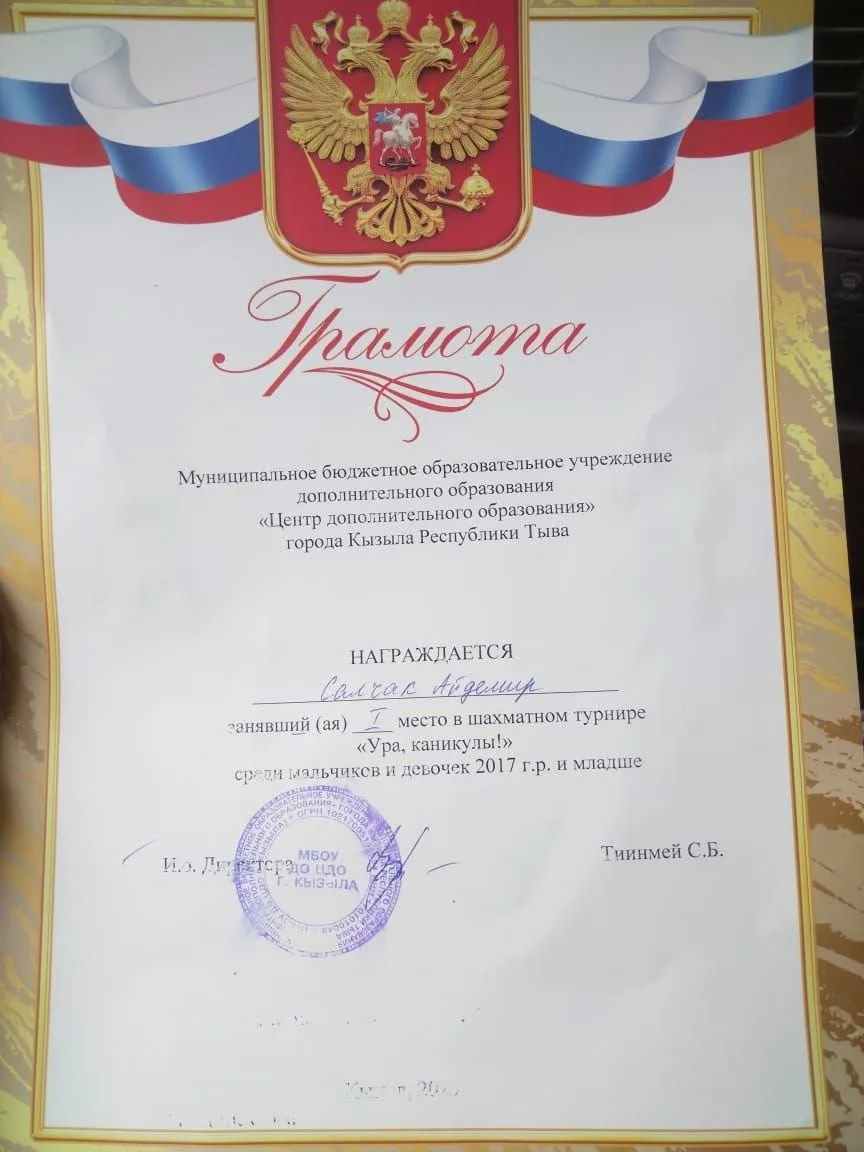 Грамота
Муниципальное бюджетное образовательное учреждение
дополнительного образования
«Центр дополнительного образования»
города Кызыла Республики Тыва
НАГРАЖДАЕТСЯ
Салчак Айдемир
занявший (ая) I место в шахматном турнире
«Ура, каникулы!»
среди мальчиков и девочек 2017 г.р. и младше
И.о. Директора
Тиинмей С.Б.
МБОУ
ДО ЦДО
Г. КЫЗЫЛА